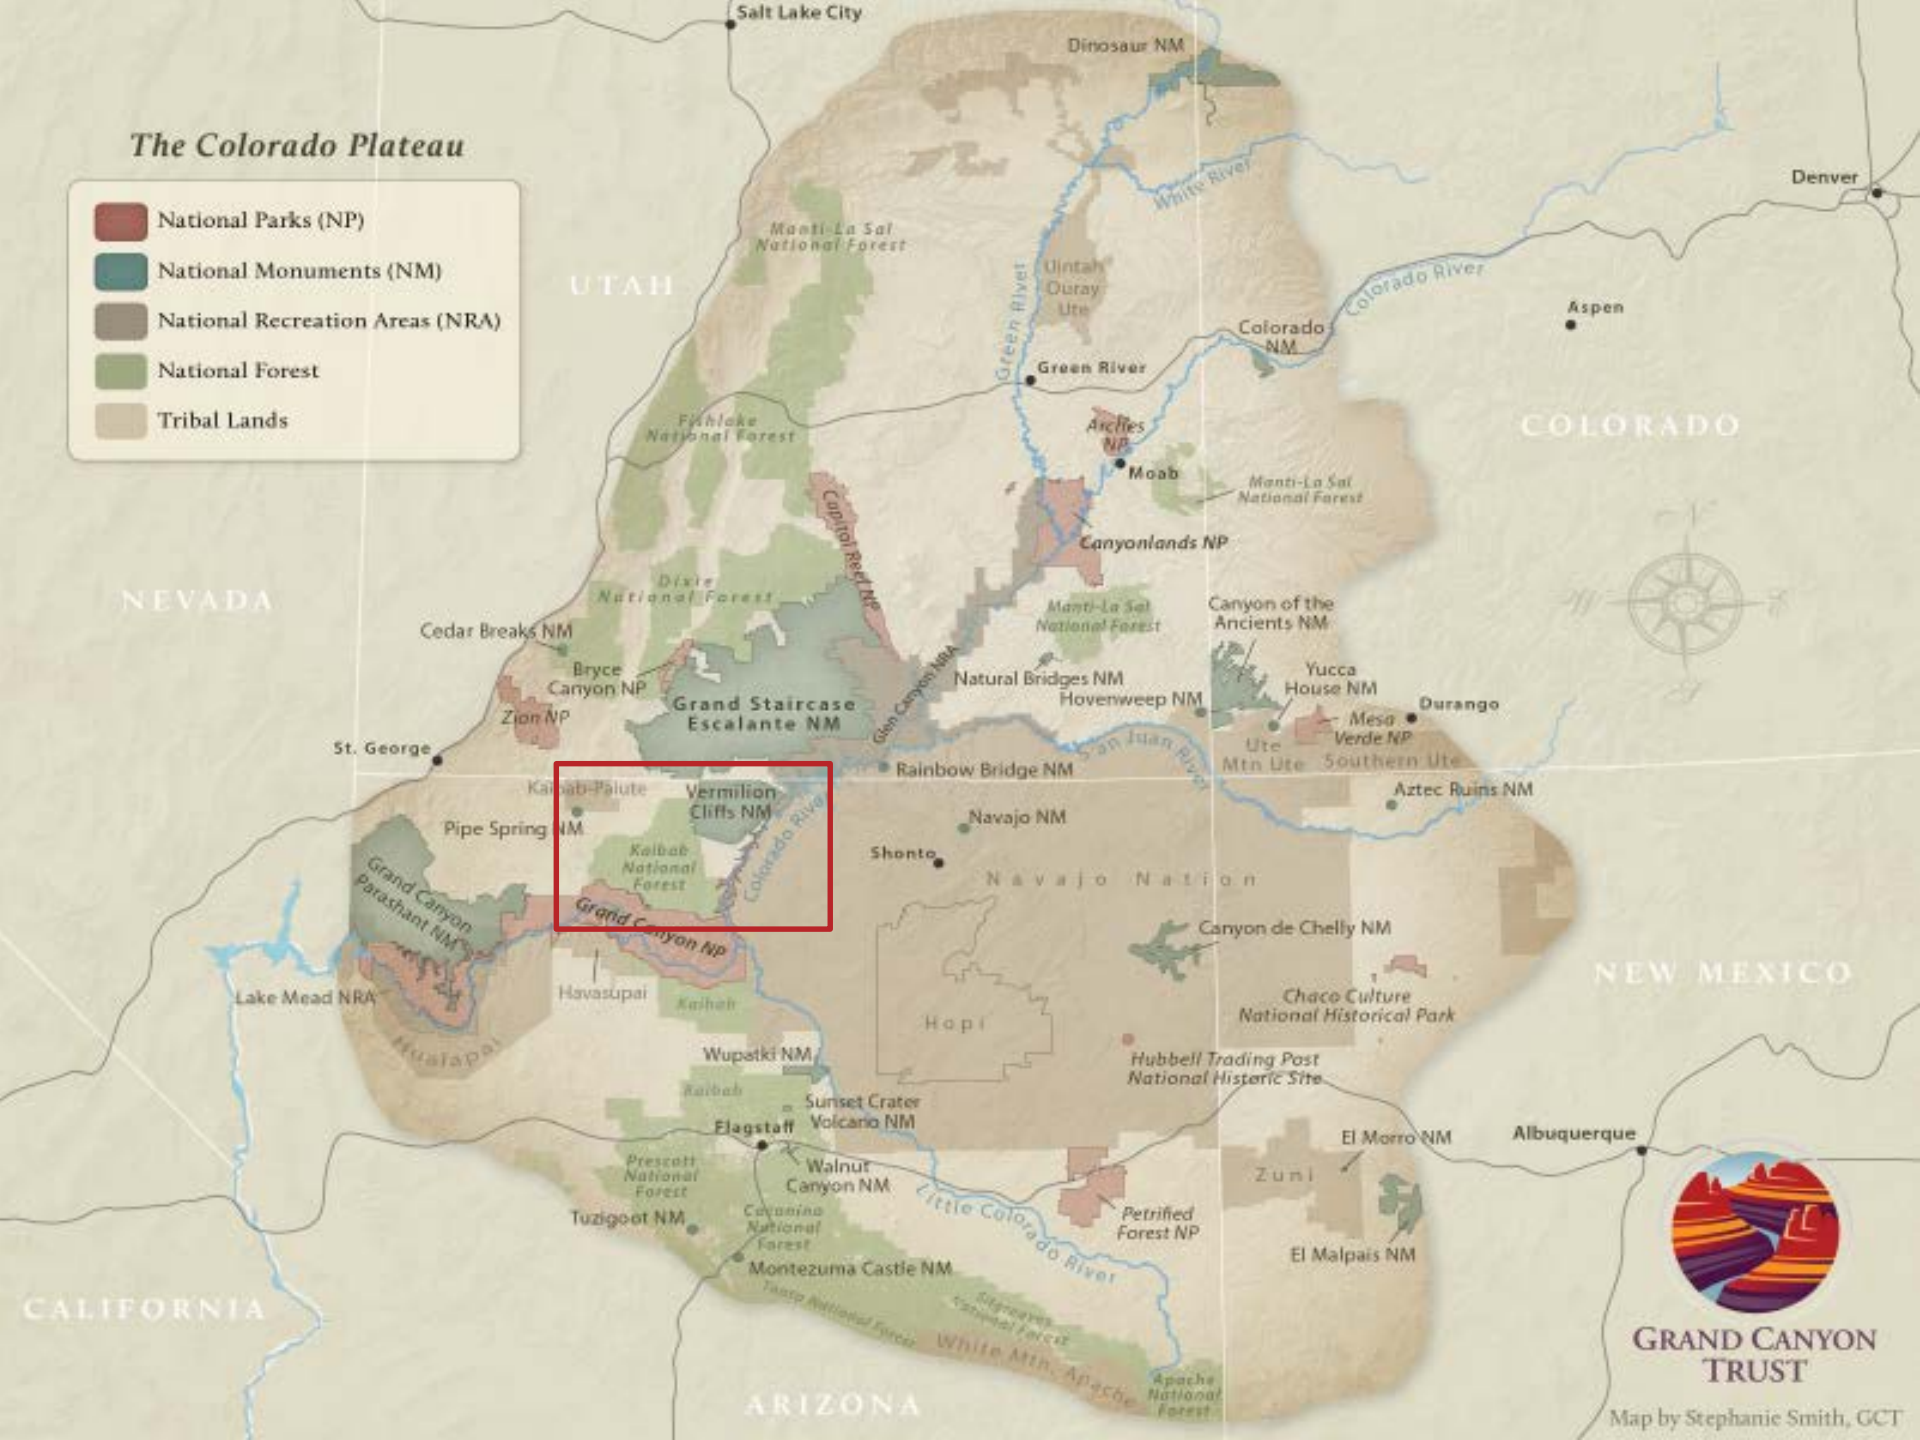 Salt Lake City
Dinosaur NM
The Colorado Plateau
National Parks (NP)
National Monuments (NM)
National Recreation Areas (NRA)
National Forest
Tribal Lands
White River
Denver
Manti-La Sal
National Forest
UTAH
Green River
Uintah
Ouray
Ute
Colorado River
Aspen
Colorado
NM
Green River
Fishlake
National Forest
Arches
NP
Moab
COLORADO
Manti-La Sal
National Forest
Capitol Reef NP
Canyonlands NP
NEVADA
Dixie
National Forest
Manti-La Sal
National Forest
Canyon of the
Ancients NM
Cedar Breaks NM
Bryce
Canyon NP
Glen Canyon NRA
Natural Bridges NM
Hovenweep NM
Yucca
House NM
Durango
Zion NP
Grand Staircase
Escalante NM
Mesa
Verde NP
St. George
San Juan River
Ute
Mtn Ute
Southern Ute
Rainbow Bridge NM
Kaibab-Paiute
Vermilion
Cliffs NM
Aztec Ruins NM
Pipe Spring NM
Colorado River
Navajo NM
Shonto
Kaibab
National
Forest
Navajo Nation
Grand Canyon
Parashant NM
Grand Canyon NP
Canyon de Chelly NM
NEW MEXICO
Lake Mead NRA
Havasupai
Kaibab
Chaco Culture
National Historical Park
Hopi
Hualapai
Wupatki NM
Hubbell Trading Post
National Historic Site
Kaibab
Sunset Crater
Volcano NM
Flagstaff
El Morro NM
Albuquerque
Prescott
National
Forest
Walnut
Canyon NM
Zuni
Little Colorado River
Tuzigoot NM
Coconino
National
Forest
Petrified
Forest NP
El Malpais NM
Montezuma Castle NM
CALIFORNIA
Tonto National Forest
Sitgreaves
National Forest
White Mtn. Apache
Apache
National
Forest
ARIZONA
GRAND CANYON
TRUST
Map by Stephanie Smith, GCT